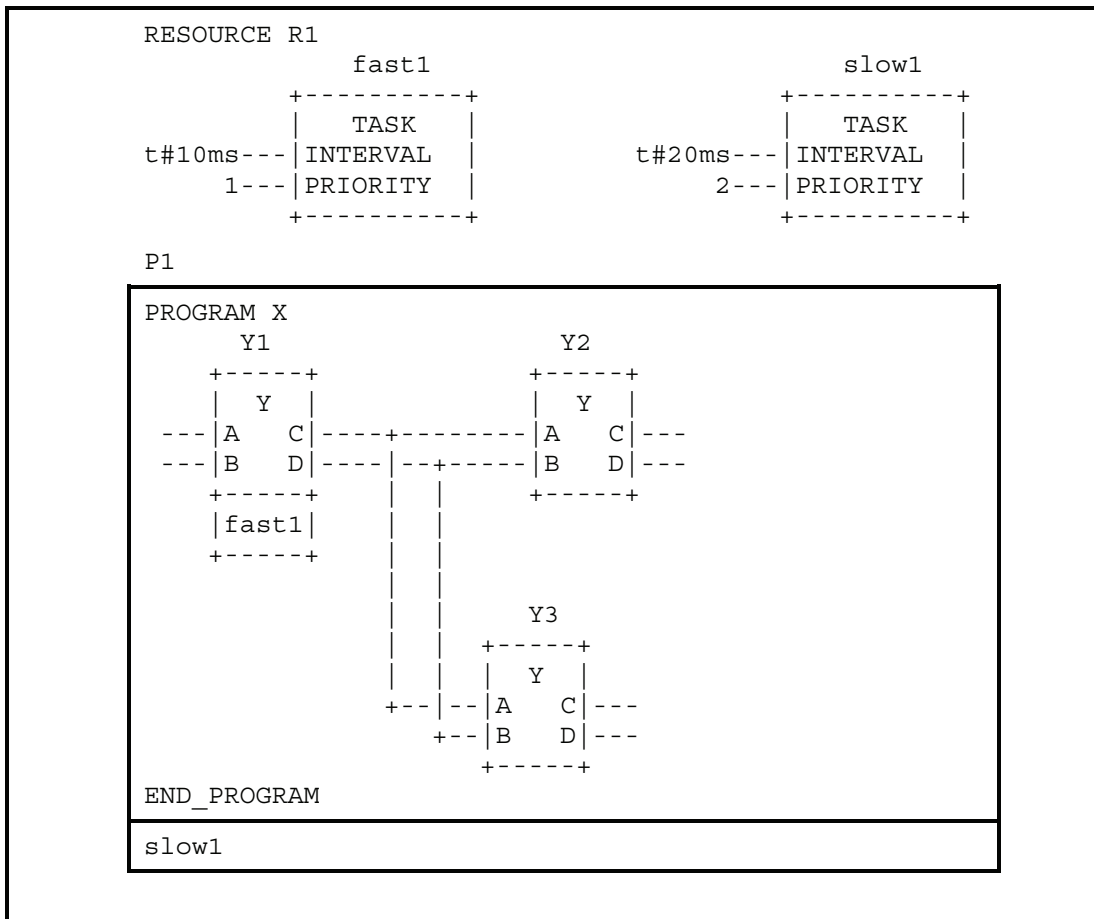 RESOURCE R1
fast1 slow1
+----------+ +----------+
| TASK | | TASK |
t#10ms---|INTERVAL | t#20ms---|INTERVAL |
1---|PRIORITY | 2---|PRIORITY |
+----------+ +----------+
P1
PROGRAM X
Y1 Y2
+-----+ +-----+
| Y | | Y |
---|A C|----+--------|A C|---
---|B D|----|--+-----|B D|---
+-----+ | | +-----+
|fast1| | |
+-----+ | |
| |
| | Y3
| | +-----+
| | | Y |
+--|--|A C|---
+--|B D|---
+-----+
END_PROGRAM
slow1